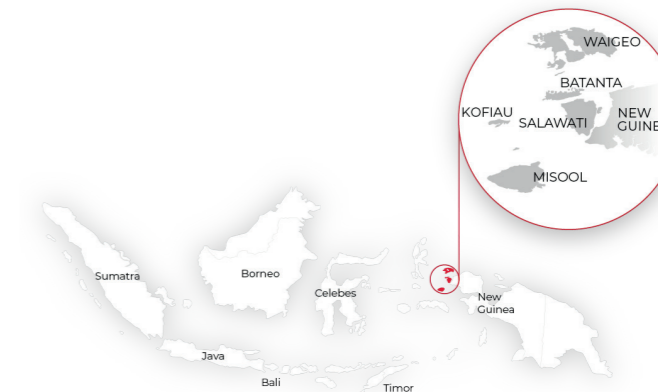 WAIGEO
BATANTA
KOFIAU
SALAWATI
NEW
GUINE
MISOOL
Sumatra
Borneo
Celebes
New
Guinea
Java
Bali
Timor